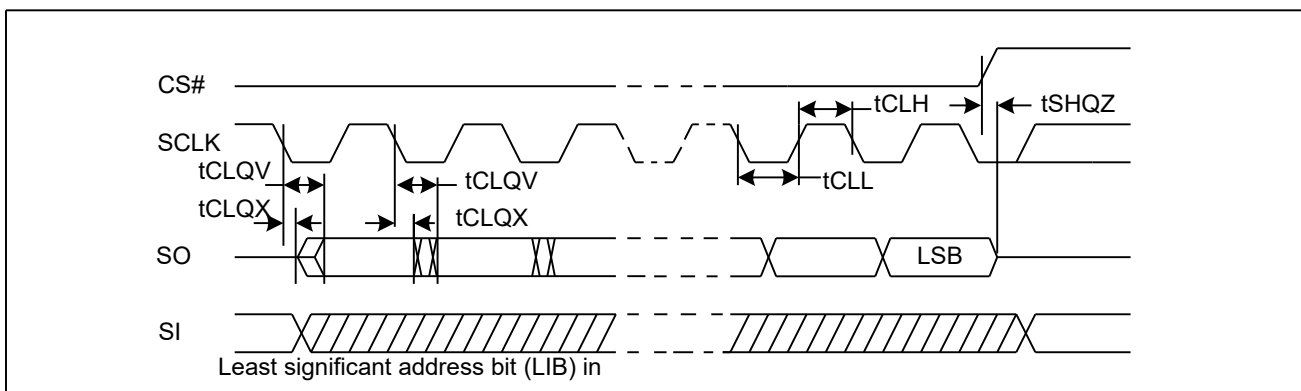 CS#
tCLH
tSHQZ
SCLK
tCLQV
tCLQV
tCLL
tCLQX
tCLQX
SO
LSB
SI
Least significant address bit (LIB) in